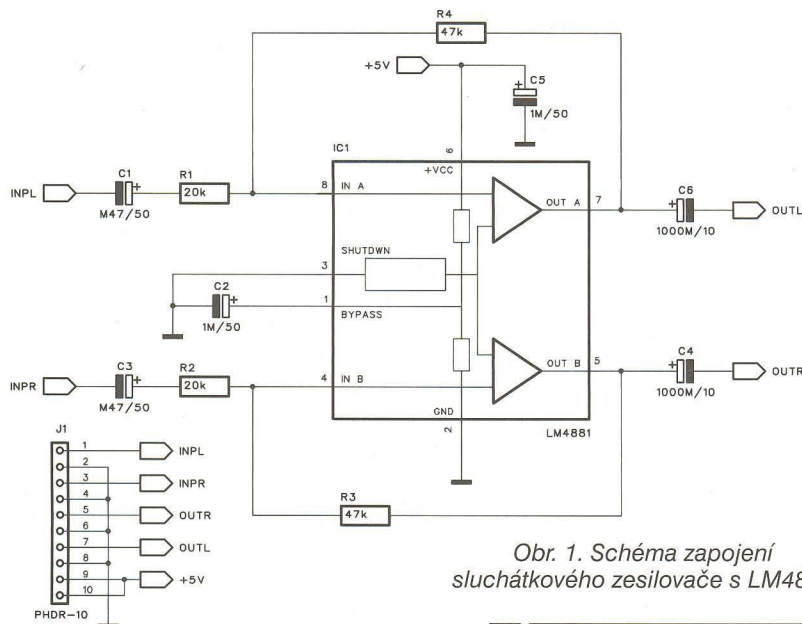 R4
47k
+5V
C5
1M/50
IC1
6
+VCC
C1
R1
INPL
M47/50
20k
8
IN A
OUT A
7
C6
1000M/10
OUTL
SHUTDWN
3
C2
1
1M/50
BYPASS
C3
R2
INPR
M47/50
20k
4
IN B
OUT B
5
C4
1000M/10
OUTR
GND
2
LM4881
J1
1 INPL
2
3 INPR
4
5 OUTR
6
7 OUTL
8
9 +5V
10
PHDR-10
R3
47k
Obr. 1. Schéma zapojení
sluchátkového zesilovače s LM48